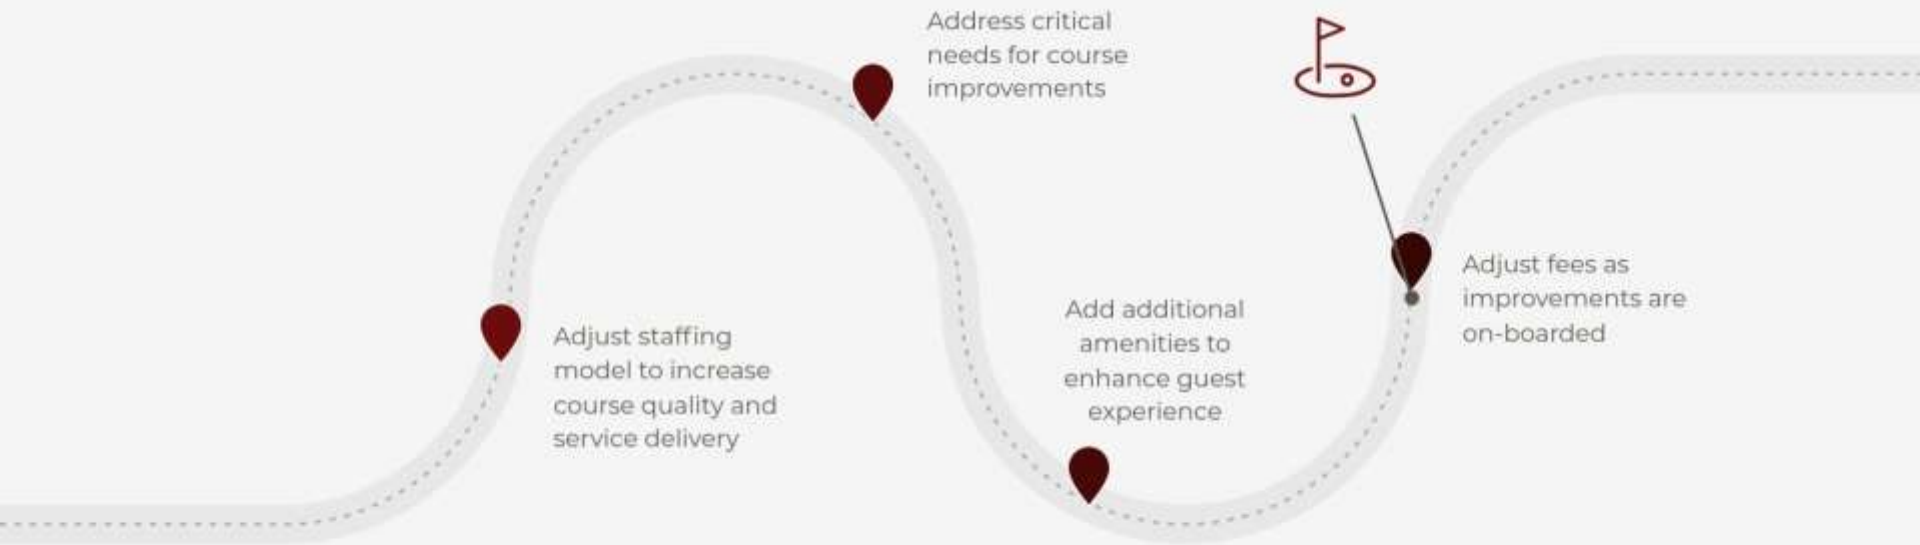 Adjust staffing
model to increase
course quality and
service delivery
Address critical
needs for course
improvements
Add additional
amenities to
enhance guest
experience
Adjust fees as
improvements are
on-boarded